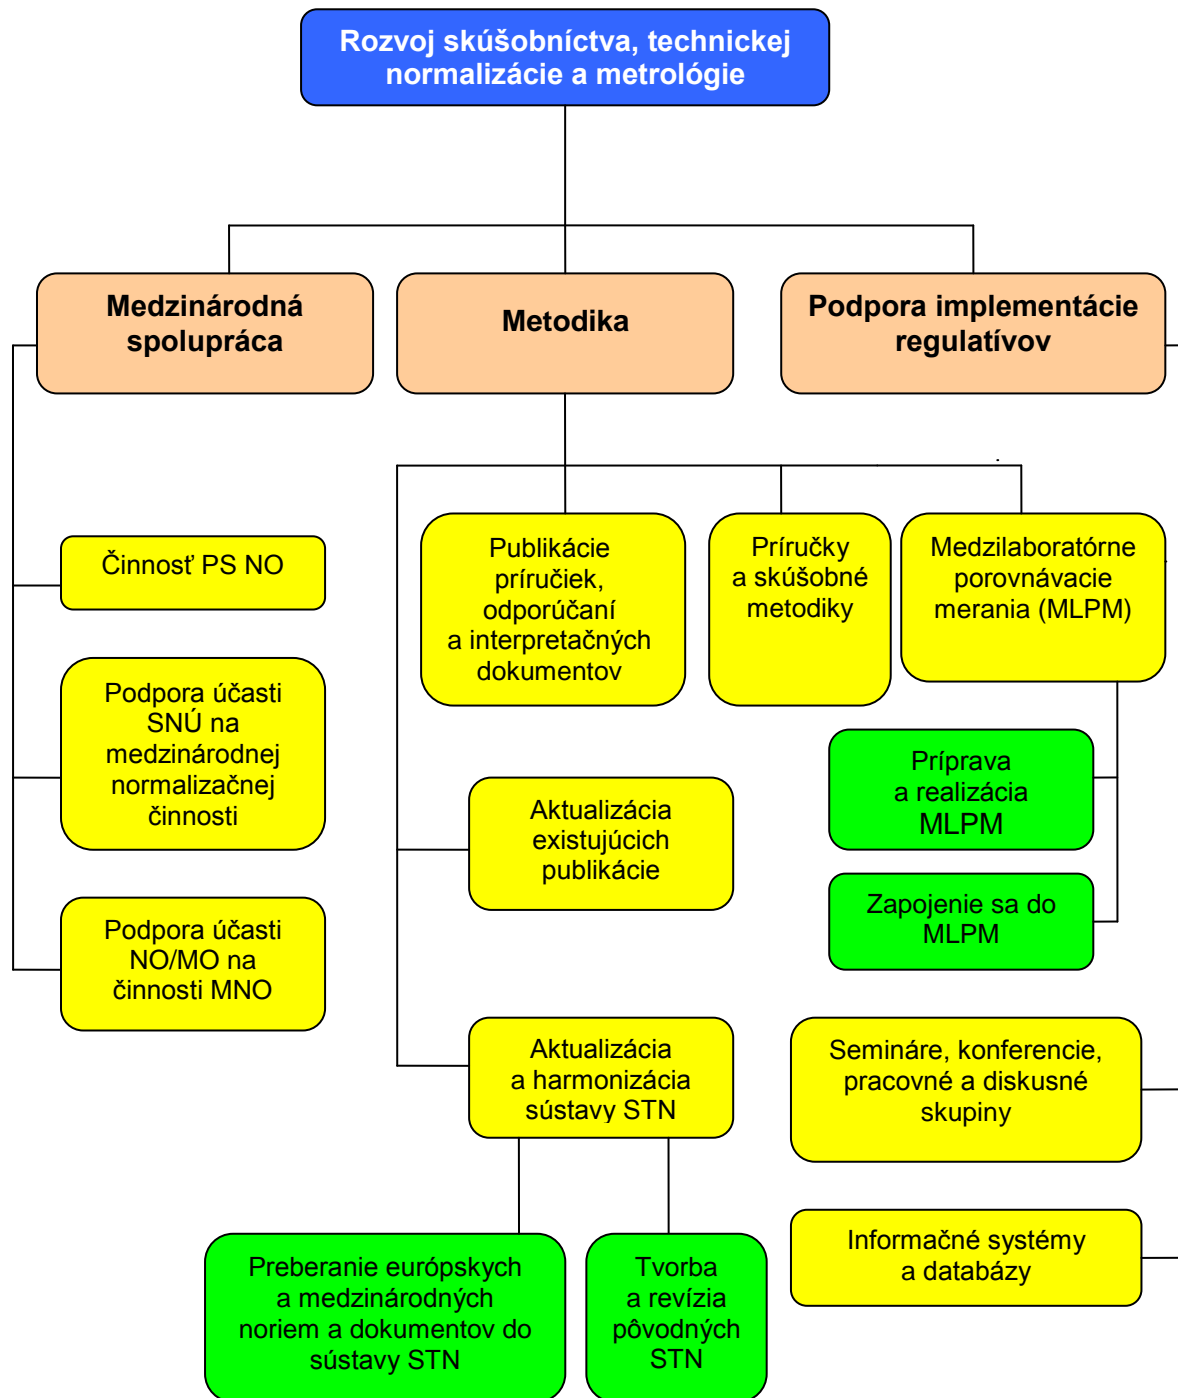 Rozvoj skúšobníctva, technickej
normalizácie a metrológie
Medzinárodná
spolupráca
Metodika
Podpora implementácie
regulatívov
Činnosť PS NO
Podpora účasti
SNÚ na
medzinárodnej
normalizačnej
činnosti
Podpora účasti
NO/MO na
činnosti MNO
Publikácie
príručiek,
odporúčaní
a interpretačných
dokumentov
Príručky
a skúšobné
metodiky
Medzilaboratórne
porovnávacie
merania (MLPM)
Príprava
a realizácia
MLPM
Zapojenie sa do
MLPM
Aktualizácia
existujúcich
publikácie
Aktualizácia
a harmonizácia
sústavy STN
Preberanie európskych
a medzinárodných
noriem a dokumentov do
sústavy STN
Tvorba
a revízia
pôvodných
STN
Semináre, konferencie,
pracovné a diskusné
skupiny
Informačné systémy
a databázy